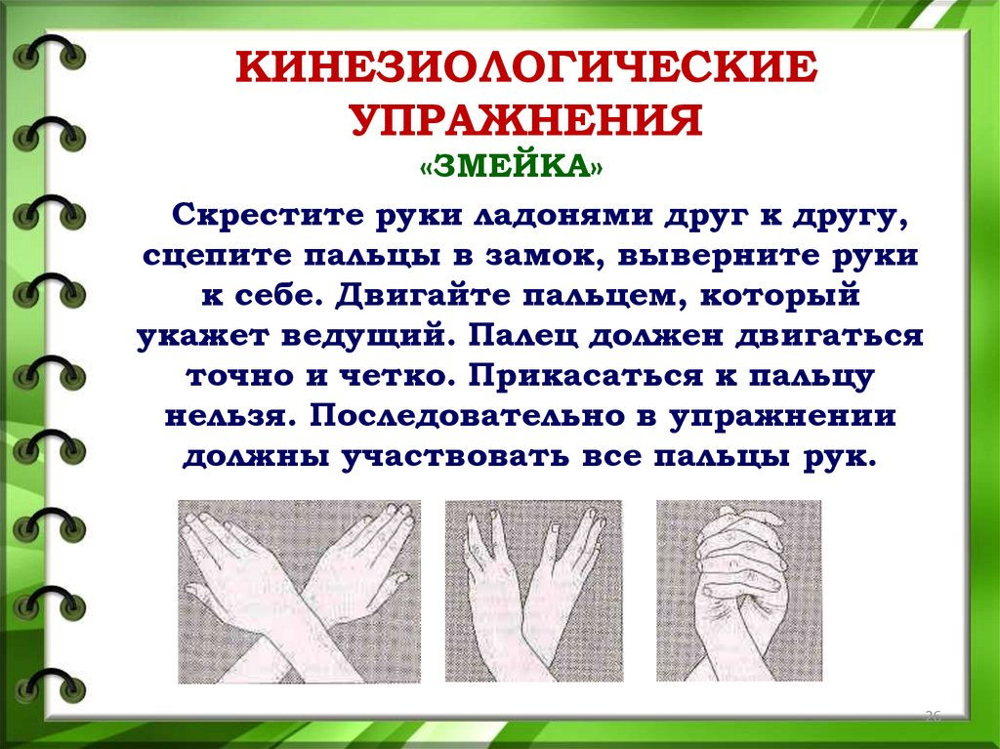 КИНЕЗИОЛОГИЧЕСКИЕ
УПРАЖНЕНИЯ
«ЗМЕЙКА»
Скрестите руки ладонями друг к другу,
сцепите пальцы в замок, выверните руки
к себе. Двигайте пальцем, который
укажет ведущий. Палец должен двигаться
точно и четко. Прикасаться к пальцу
нельзя. Последовательно в упражнении
должны участвовать все пальцы рук.
26